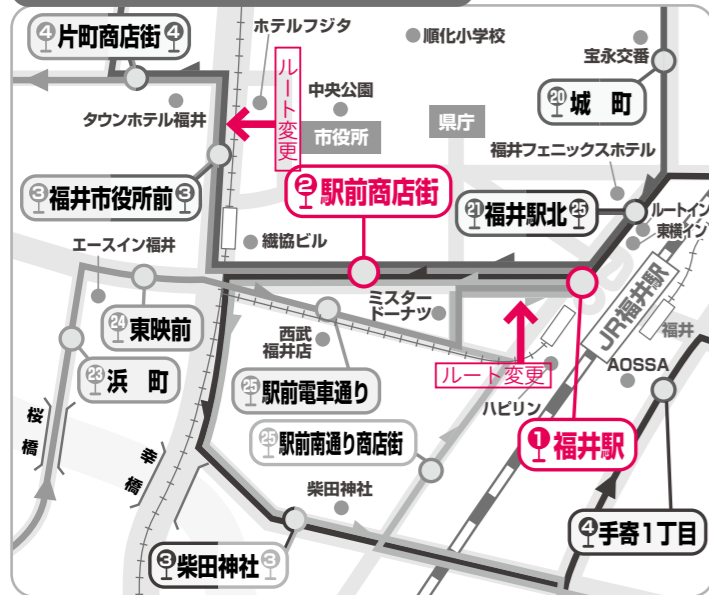 ④片町商店街④
ホテルフジタ
順化小学校
宝永交番
ルート変更
中央公園
タウンホテル福井
市役所
県庁
⑳城 町
福井フェニックスホテル
③福井市役所前③
②駅前商店街
㉑福井駅北㉕
ルートイン
東横イン
エースイン福井
繊協ビル
JR福井駅
福井
㉔東映前
ミスター
ドーナツ
西武
福井店
AOSSA
㉓浜 町
㉕駅前電車通り
ルート変更
ハピリン
桜橋
幸橋
㉕駅前南通り商店街
①福井駅
柴田神社
③柴田神社③
④手寄1丁目